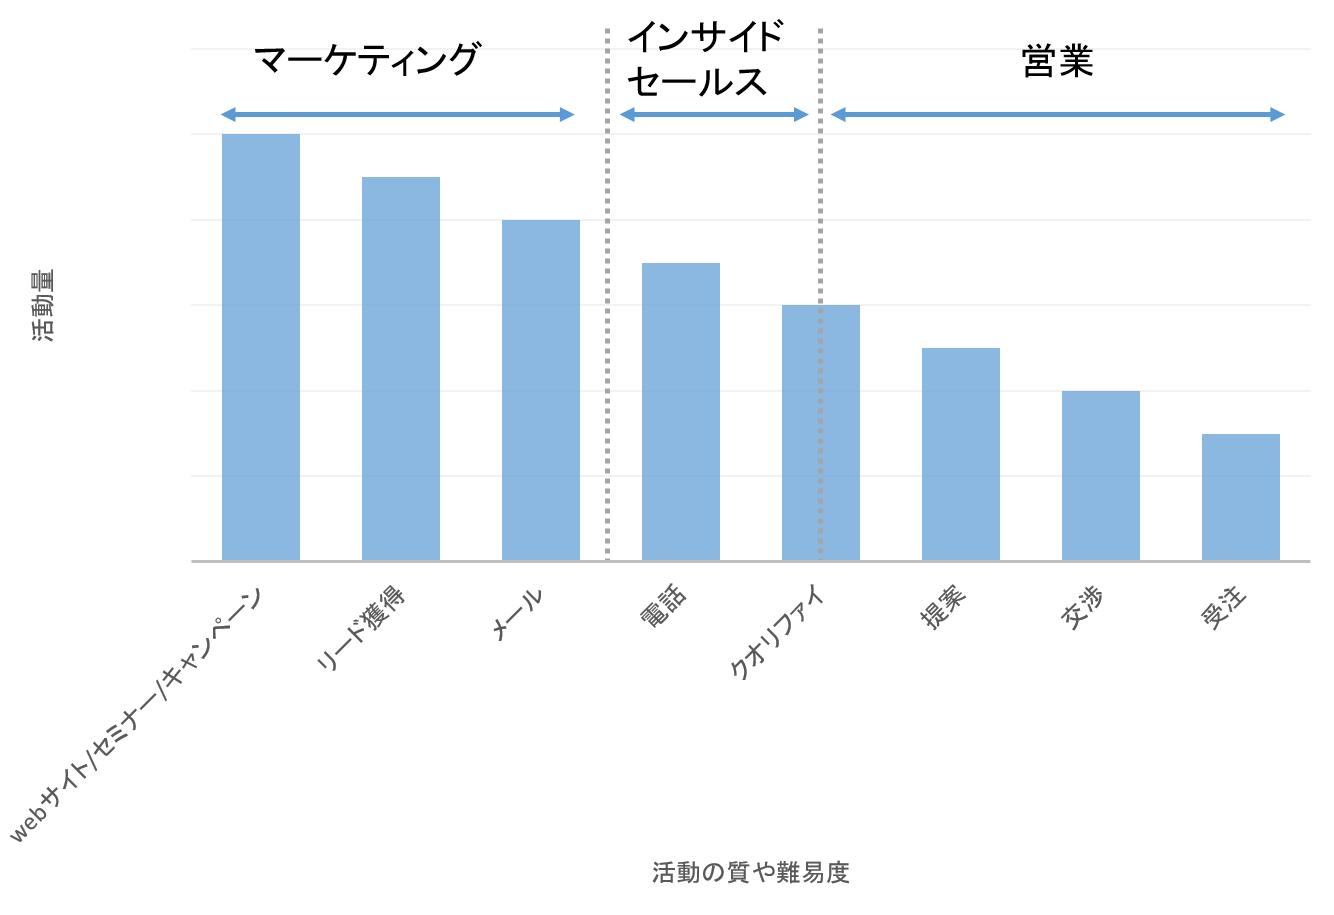 マーケティング
インサイド
セールス
営業
活動量
webサイト/セミナー/キャンペーン
リード獲得
メール
電話
クオリファイ
提案
交渉
受注
活動の質や難易度